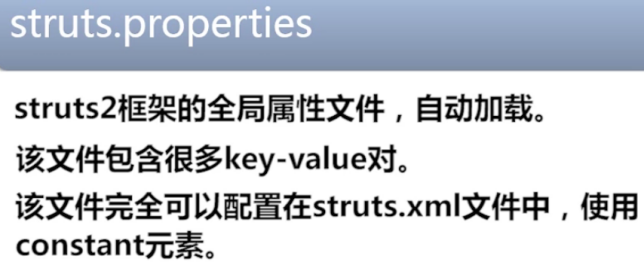 struts.properties
struts2框架的全局属性文件，自动加载。
该文件包含很多key-value对。
该文件完全可以配置在struts.xml文件中，使用
constant元素。